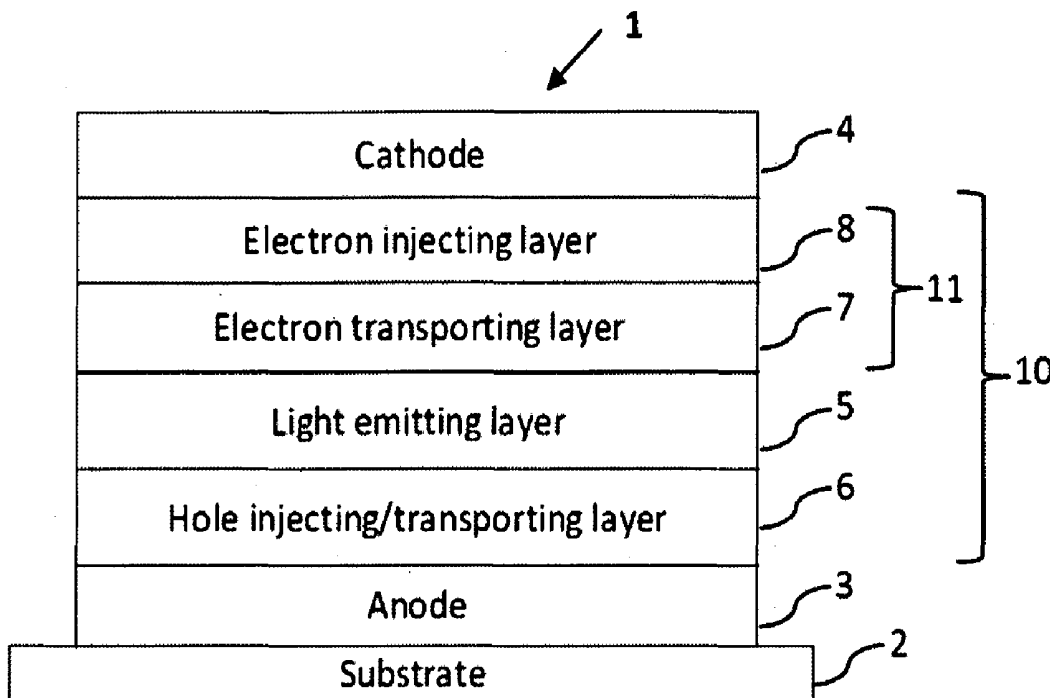 1
Cathode 4
Electron injecting layer 8
11
Electron transporting layer 7
10
Light emitting layer 5
Hole injecting/transporting layer 6
Anode 3
Substrate 2